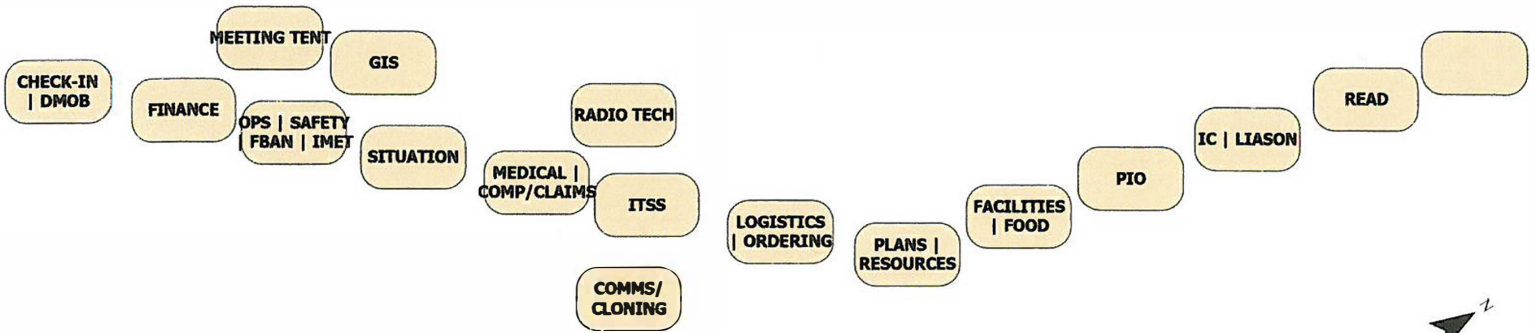 MEETING TENT
GIS
CHECK-IN
| DMOB
FINANCE
OPS | SAFETY
| FBAN | IMET
SITUATION
RADIO TECH
MEDICAL |
COMP/CLAIMS
ITSS
COMMS/
CLONING
LOGISTICS
| ORDERING
PLANS |
RESOURCES
FACILITIES
| FOOD
PIO
IC | LIASON
READ
N